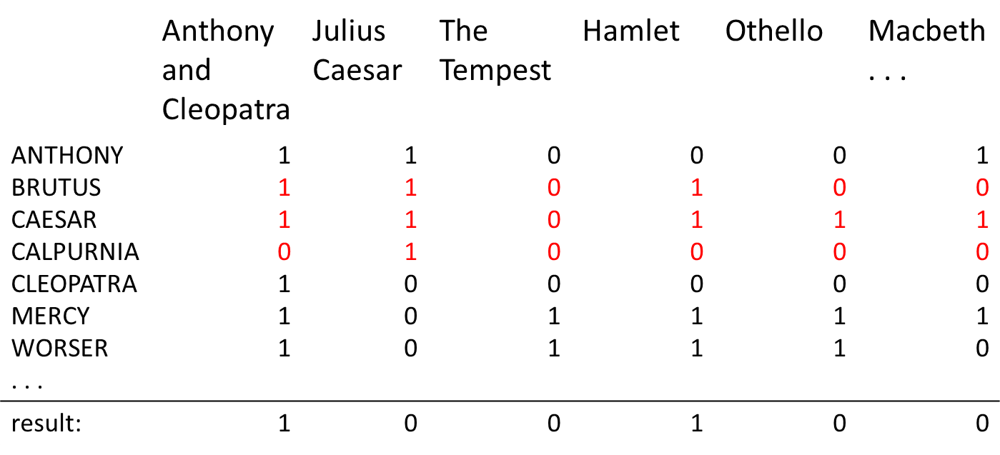 Anthony and Cleopatra Julius Caesar The Tempest Hamlet Othello Macbeth . . .
ANTHONY 1 1 0 0 0 1
BRUTUS 1 1 0 1 0 0
CAESAR 1 1 0 1 1 1
CALPURNIA 0 1 0 0 0 0
CLEOPATRA 1 0 0 0 0 0
MERCY 1 0 1 1 1 1
WORSER 1 0 1 1 1 0
. . .
result: 1 0 0 1 0 0